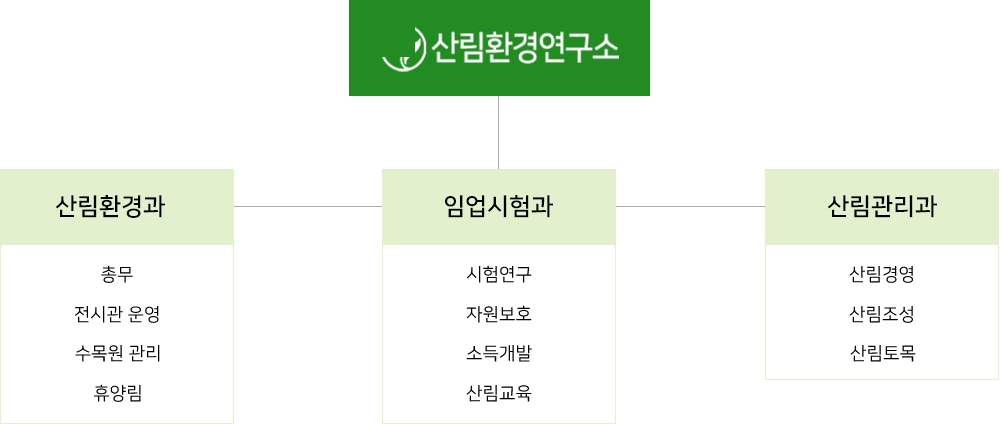 산림환경연구소
산림환경과
총무
전시관 운영
수목원 관리
휴양림
임업시험과
시험연구
자원보호
소득개발
산림교육
산림관리과
산림경영
산림조성
산림토목